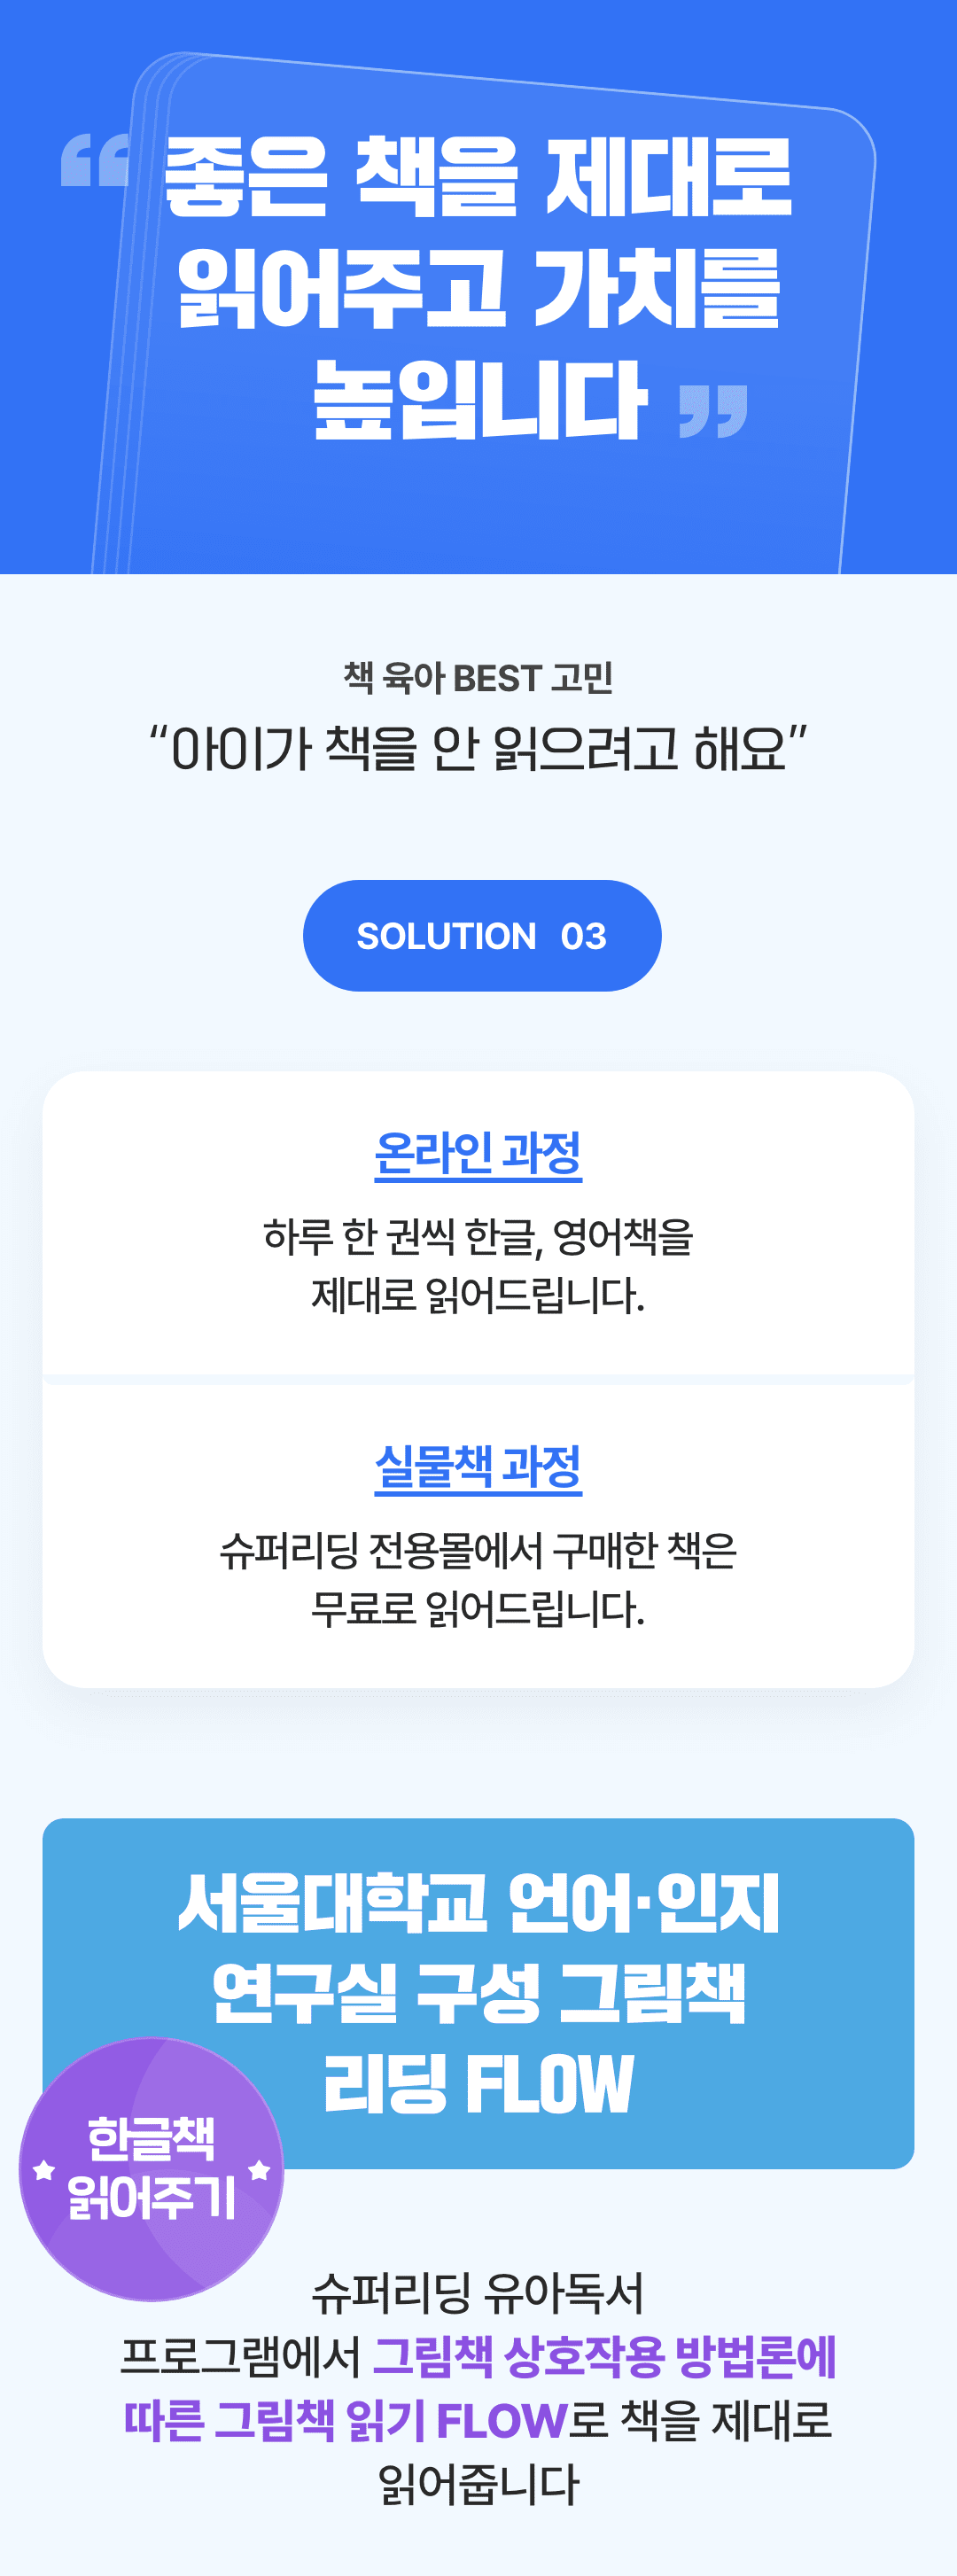 “ 좋은 책을 제대로
읽어주고 가치를
높입니다 ”
책 육아 BEST 고민
“아이가 책을 안 읽으려고 해요”
SOLUTION 03
온라인 과정
하루 한 권씩 한글, 영어책을
제대로 읽어드립니다.
실물책 과정
슈퍼리딩 전용몰에서 구매한 책은
무료로 읽어드립니다.
서울대학교 언어·인지
연구실 구성 그림책
리딩 FLOW
한글책
읽어주기
슈퍼리딩 유아독서
프로그램에서 그림책 상호작용 방법론에
따른 그림책 읽기 FLOW로 책을 제대로
읽어줍니다